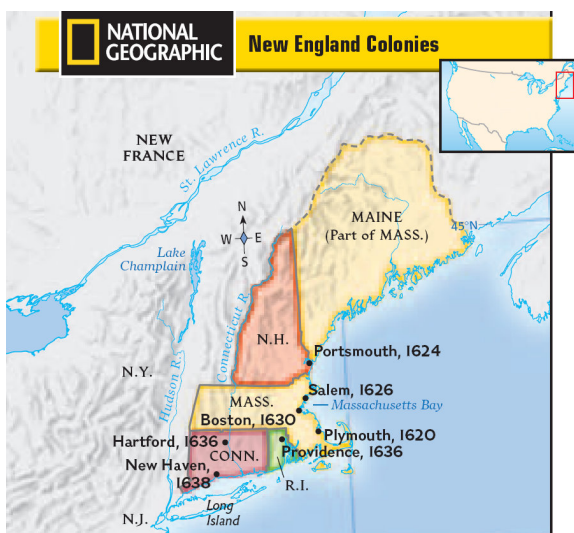 NATIONAL
GEOGRAPHIC
New England Colonies
NEW
FRANCE
St. Lawrence R.
MAINE
(Part of MASS.)
45°N
N
W E
S
Lake
Champlain
Connecticut R.
Hudson R.
N.H.
Portsmouth, 1624
N.Y.
Salem, 1626
MASS.
Massachusetts Bay
Boston, 1630
Plymouth, 1620
Hartford, 1636
Providence, 1636
CONN.
New Haven,
1638
R.I.
Long
Island
N.J.